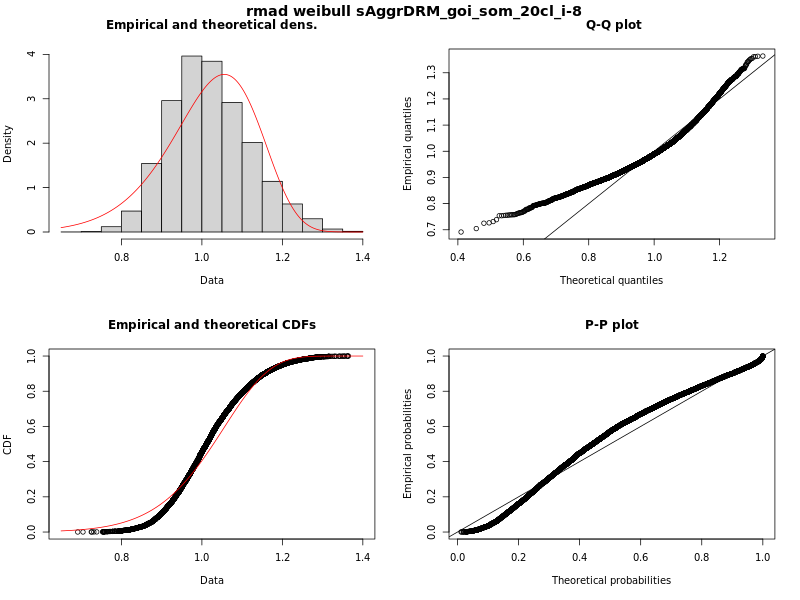 rmad weibull sAggrDRM_goi_som_20cl_i-8
Empirical and theoretical dens.
Density
0 1 2 3 4
0.8 1.0 1.2 1.4
Data
Q-Q plot
Empirical quantiles
0.7 0.8 0.9 1.0 1.1 1.2 1.3
0.4 0.6 0.8 1.0 1.2
Theoretical quantiles
Empirical and theoretical CDFs
CDF
0.0 0.2 0.4 0.6 0.8 1.0
0.8 1.0 1.2 1.4
Data
P-P plot
Empirical probabilities
0.0 0.2 0.4 0.6 0.8 1.0
0.0 0.2 0.4 0.6 0.8 1.0
Theoretical probabilities